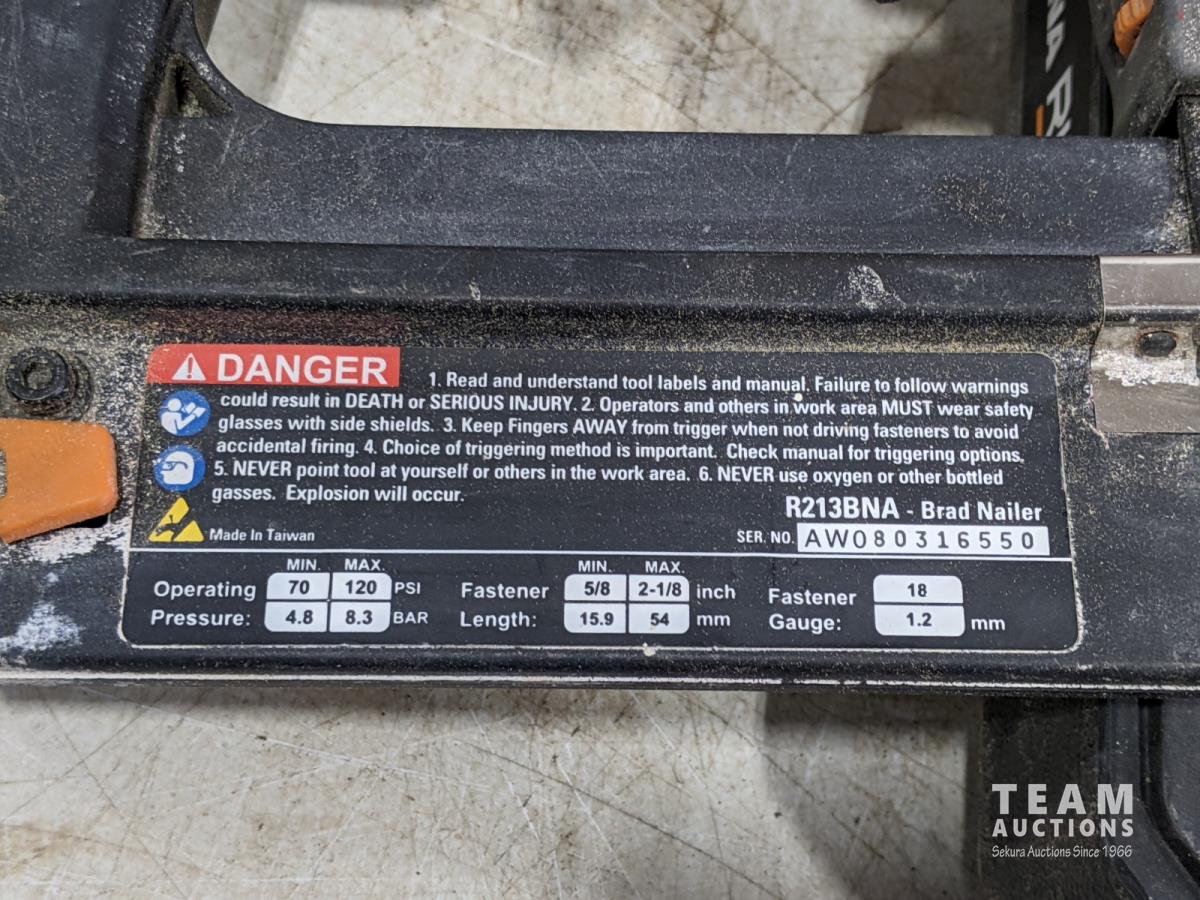 DANGER
1. Read and understand tool labels and manual. Failure to follow warnings
could result in DEATH or SERIOUS INJURY. 2. Operators and others in work area MUST wear safety
glasses with side shields. 3. Keep Fingers AWAY from trigger when not driving fasteners to avoid
accidental firing. 4. Choice of triggering method is important. Check manual for triggering options.
5. NEVER point tool at yourself or others in the work area. 6. NEVER use oxygen or other bottled
gasses. Explosion will occur.
R213BNA - Brad Nailer
Made In Taiwan
SER. NO. AW080316550
MIN. MAX. MIN. MAX.
Operating 70 120 PSI Fastener 5/8 2-1/8 inch Fastener 18
Pressure: 4.8 8.3 BAR Length: 15.9 54 mm Gauge: 1.2 mm
TEAM
AUCTIONS
Sekura Auctions Since 1966